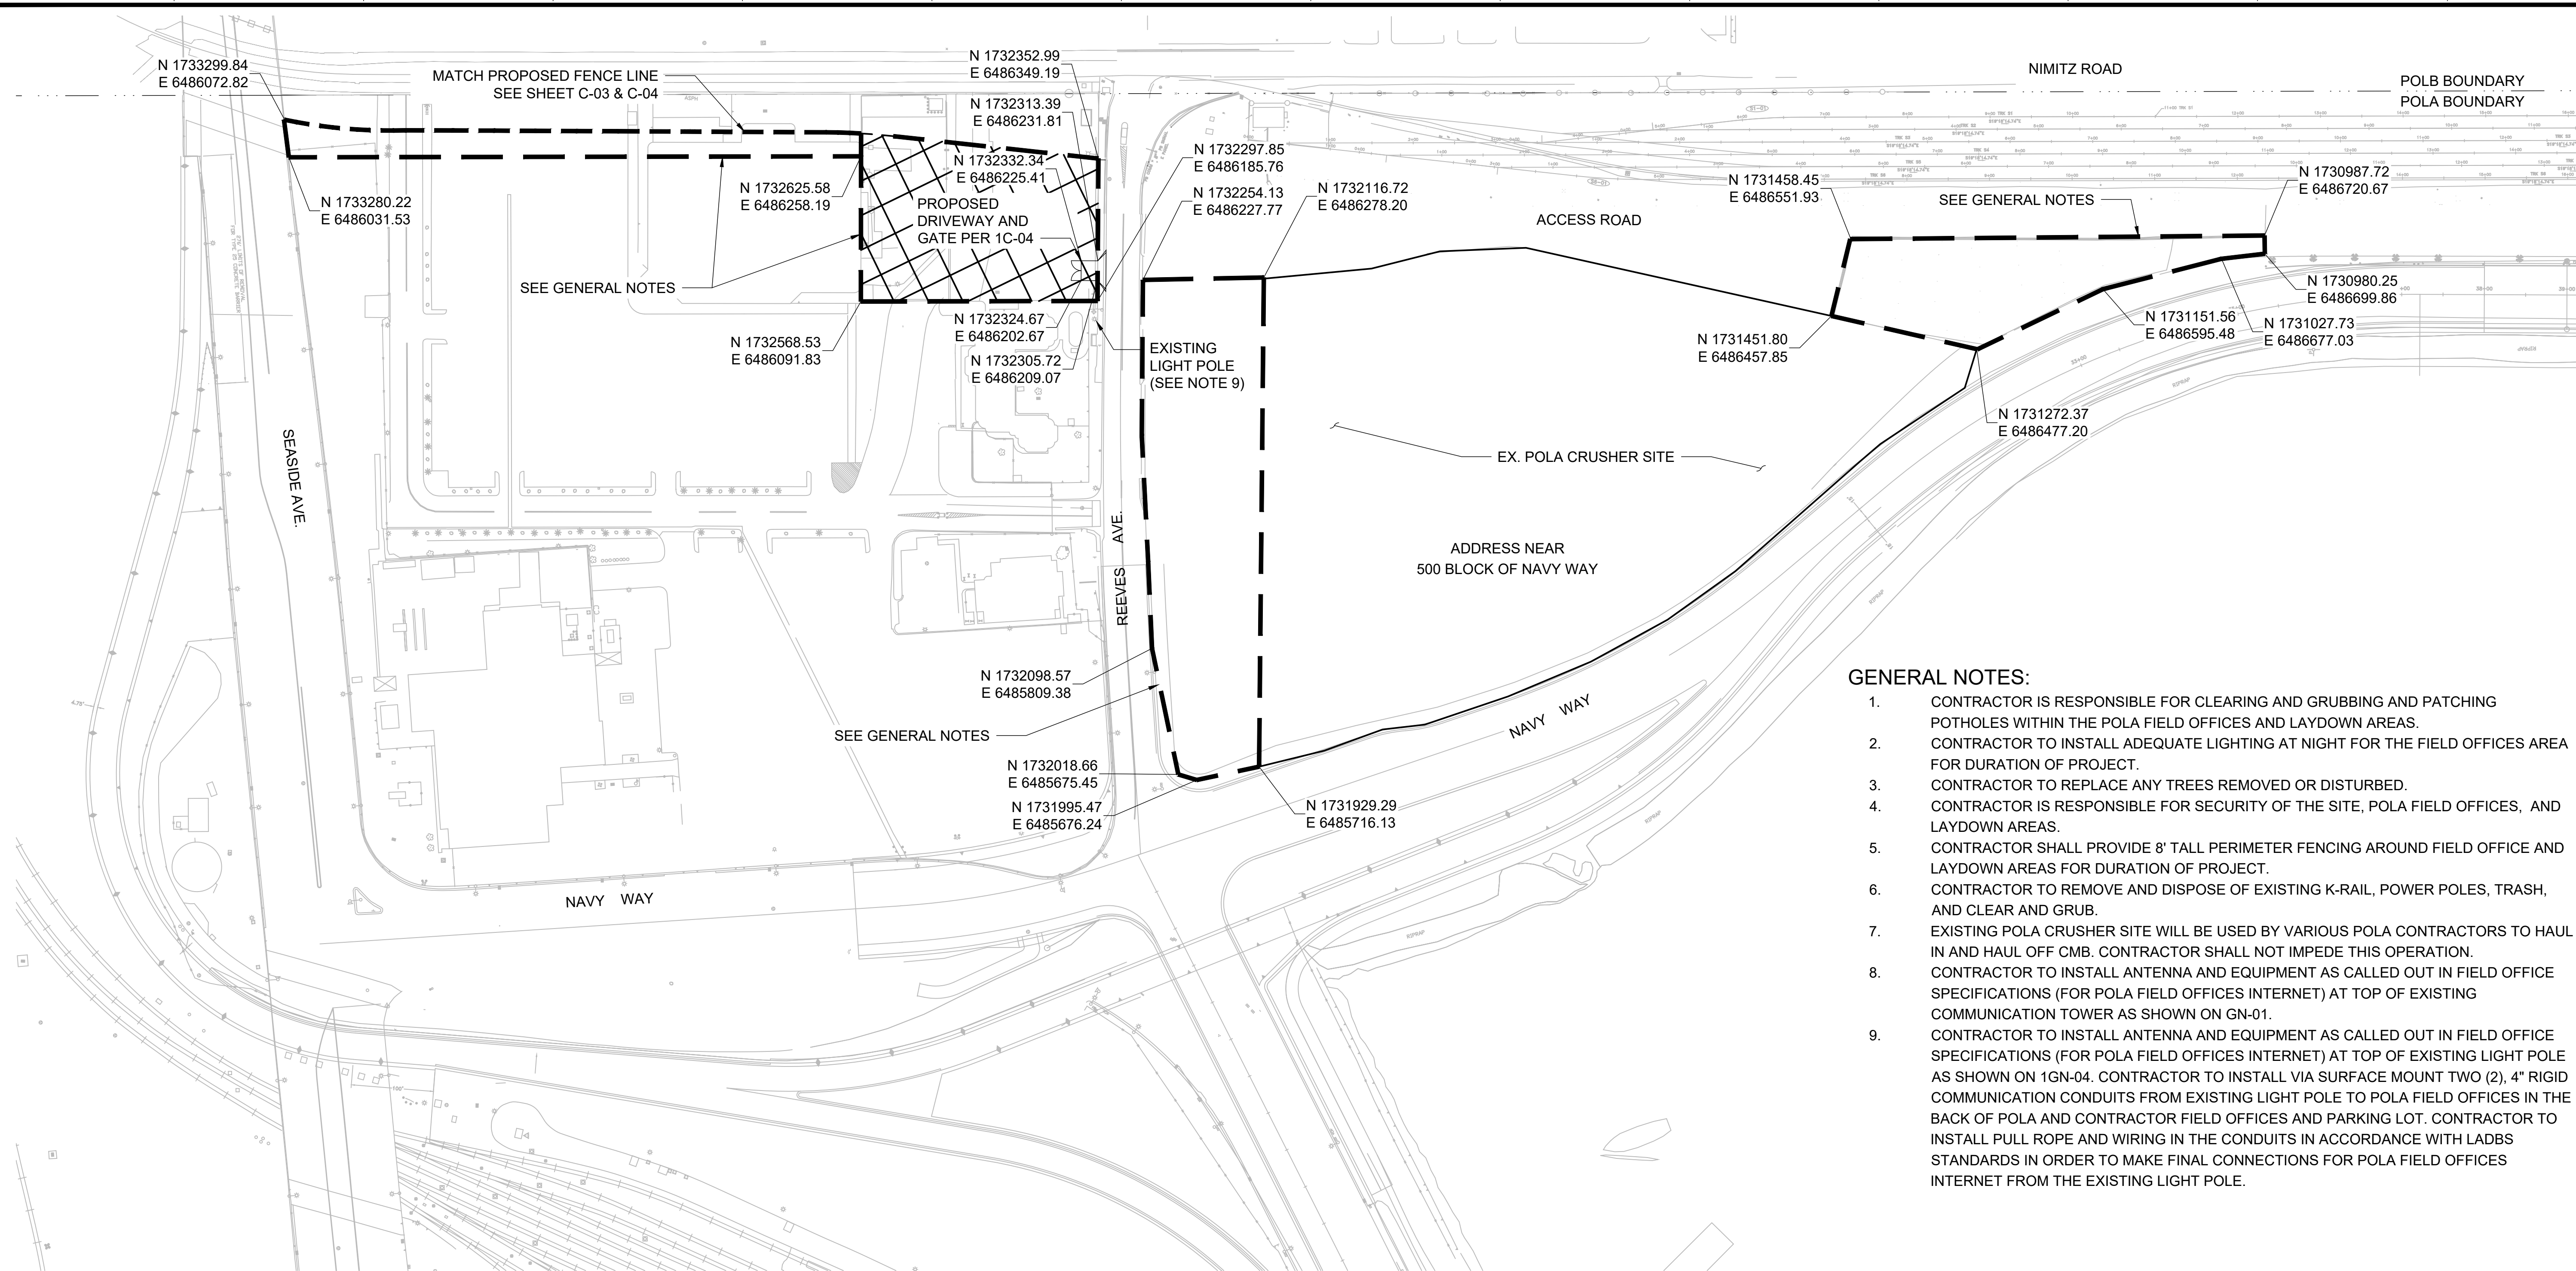 N 1733299.84
E 6486072.82
MATCH PROPOSED FENCE LINE
SEE SHEET C-03 & C-04
N 1732352.99
E 6486349.19
N 1732313.39
E 6486231.81
NIMITZ ROAD
POLB BOUNDARY
POLA BOUNDARY
N 1732332.34
E 6486225.41
N 1732297.85
E 6486185.76
N 1732625.58
E 6486258.19
N 1733280.22
E 6486031.53
PROPOSED
DRIVEWAY AND
GATE PER 1C-04
N 1732254.13
E 6486227.77
N 1732116.72
E 6486278.20
ACCESS ROAD
N 1731458.45
E 6486551.93
SEE GENERAL NOTES
N 1730987.72
E 6486720.67
SEE GENERAL NOTES
N 1732568.53
E 6486091.83
N 1732324.67
E 6486202.67
N 1732305.72
E 6486209.07
EXISTING
LIGHT POLE
(SEE NOTE 9)
N 1731451.80
E 6486457.85
N 1730980.25
E 6486699.86
N 1731151.56
E 6486595.48
N 1731027.73
E 6486677.03
N 1731272.37
E 6486477.20
SEASIDE AVE.
REEVES AVE.
EX. POLA CRUSHER SITE
ADDRESS NEAR
500 BLOCK OF NAVY WAY
N 1732098.57
E 6485809.38
SEE GENERAL NOTES
N 1732018.66
E 6485675.45
N 1731995.47
E 6485676.24
N 1731929.29
E 6485716.13
NAVY WAY
NAVY WAY
RIPRAP
RIPRAP
RIPRAP
RIPRAP
RIPRAP
GENERAL NOTES:
1. CONTRACTOR IS RESPONSIBLE FOR CLEARING AND GRUBBING AND PATCHING
POTHOLES WITHIN THE POLA FIELD OFFICES AND LAYDOWN AREAS.
2. CONTRACTOR TO INSTALL ADEQUATE LIGHTING AT NIGHT FOR THE FIELD OFFICES AREA
FOR DURATION OF PROJECT.
3. CONTRACTOR TO REPLACE ANY TREES REMOVED OR DISTURBED.
4. CONTRACTOR IS RESPONSIBLE FOR SECURITY OF THE SITE, POLA FIELD OFFICES, AND
LAYDOWN AREAS.
5. CONTRACTOR SHALL PROVIDE 8' TALL PERIMETER FENCING AROUND FIELD OFFICE AND
LAYDOWN AREAS FOR DURATION OF PROJECT.
6. CONTRACTOR TO REMOVE AND DISPOSE OF EXISTING K-RAIL, POWER POLES, TRASH,
AND CLEAR AND GRUB.
7. EXISTING POLA CRUSHER SITE WILL BE USED BY VARIOUS POLA CONTRACTORS TO HAUL
IN AND HAUL OFF CMB. CONTRACTOR SHALL NOT IMPEDE THIS OPERATION.
8. CONTRACTOR TO INSTALL ANTENNA AND EQUIPMENT AS CALLED OUT IN FIELD OFFICE
SPECIFICATIONS (FOR POLA FIELD OFFICES INTERNET) AT TOP OF EXISTING
COMMUNICATION TOWER AS SHOWN ON GN-01.
9. CONTRACTOR TO INSTALL ANTENNA AND EQUIPMENT AS CALLED OUT IN FIELD OFFICE
SPECIFICATIONS (FOR POLA FIELD OFFICES INTERNET) AT TOP OF EXISTING LIGHT POLE
AS SHOWN ON 1GN-04. CONTRACTOR TO INSTALL VIA SURFACE MOUNT TWO (2), 4" RIGID
COMMUNICATION CONDUITS FROM EXISTING LIGHT POLE TO POLA FIELD OFFICES IN THE
BACK OF POLA AND CONTRACTOR FIELD OFFICES AND PARKING LOT. CONTRACTOR TO
INSTALL PULL ROPE AND WIRING IN THE CONDUITS IN ACCORDANCE WITH LADBS
STANDARDS IN ORDER TO MAKE FINAL CONNECTIONS FOR POLA FIELD OFFICES
INTERNET FROM THE EXISTING LIGHT POLE.